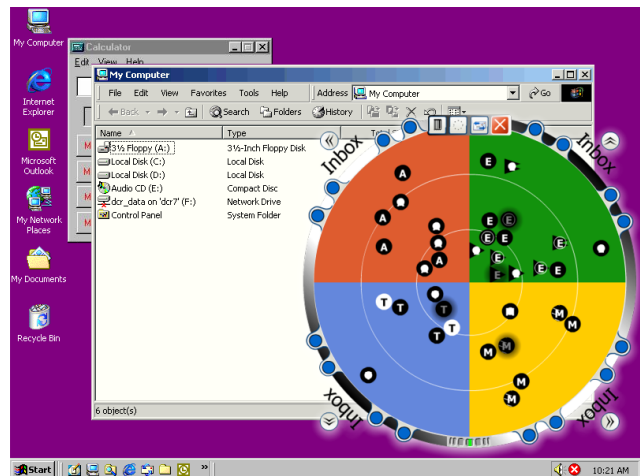 My Computer
Internet
Explorer
Microsoft
Outlook
My Network
Places
My Documents
Recycle Bin
Calculator
Edit View Help
My Computer
File Edit View Favorites Tools Help Address My Computer Go
Back Search Folders History
Name Type
3½ Floppy (A:) 3½-Inch Floppy Disk
Local Disk (C:) Local Disk
Local Disk (D:) Local Disk
Audio CD (E:) Compact Disc
dcr_data on 'dcr7' (F:) Network Drive
Control Panel System Folder
6 object(s)
M
M
M
M
Inbox
Inbox
A
E
A
E E
A
E E
A
E
E
E E
T
T
T
M
M
T
T
M
M
M
M
Inbox
Inbox
Start » 10:21 AM